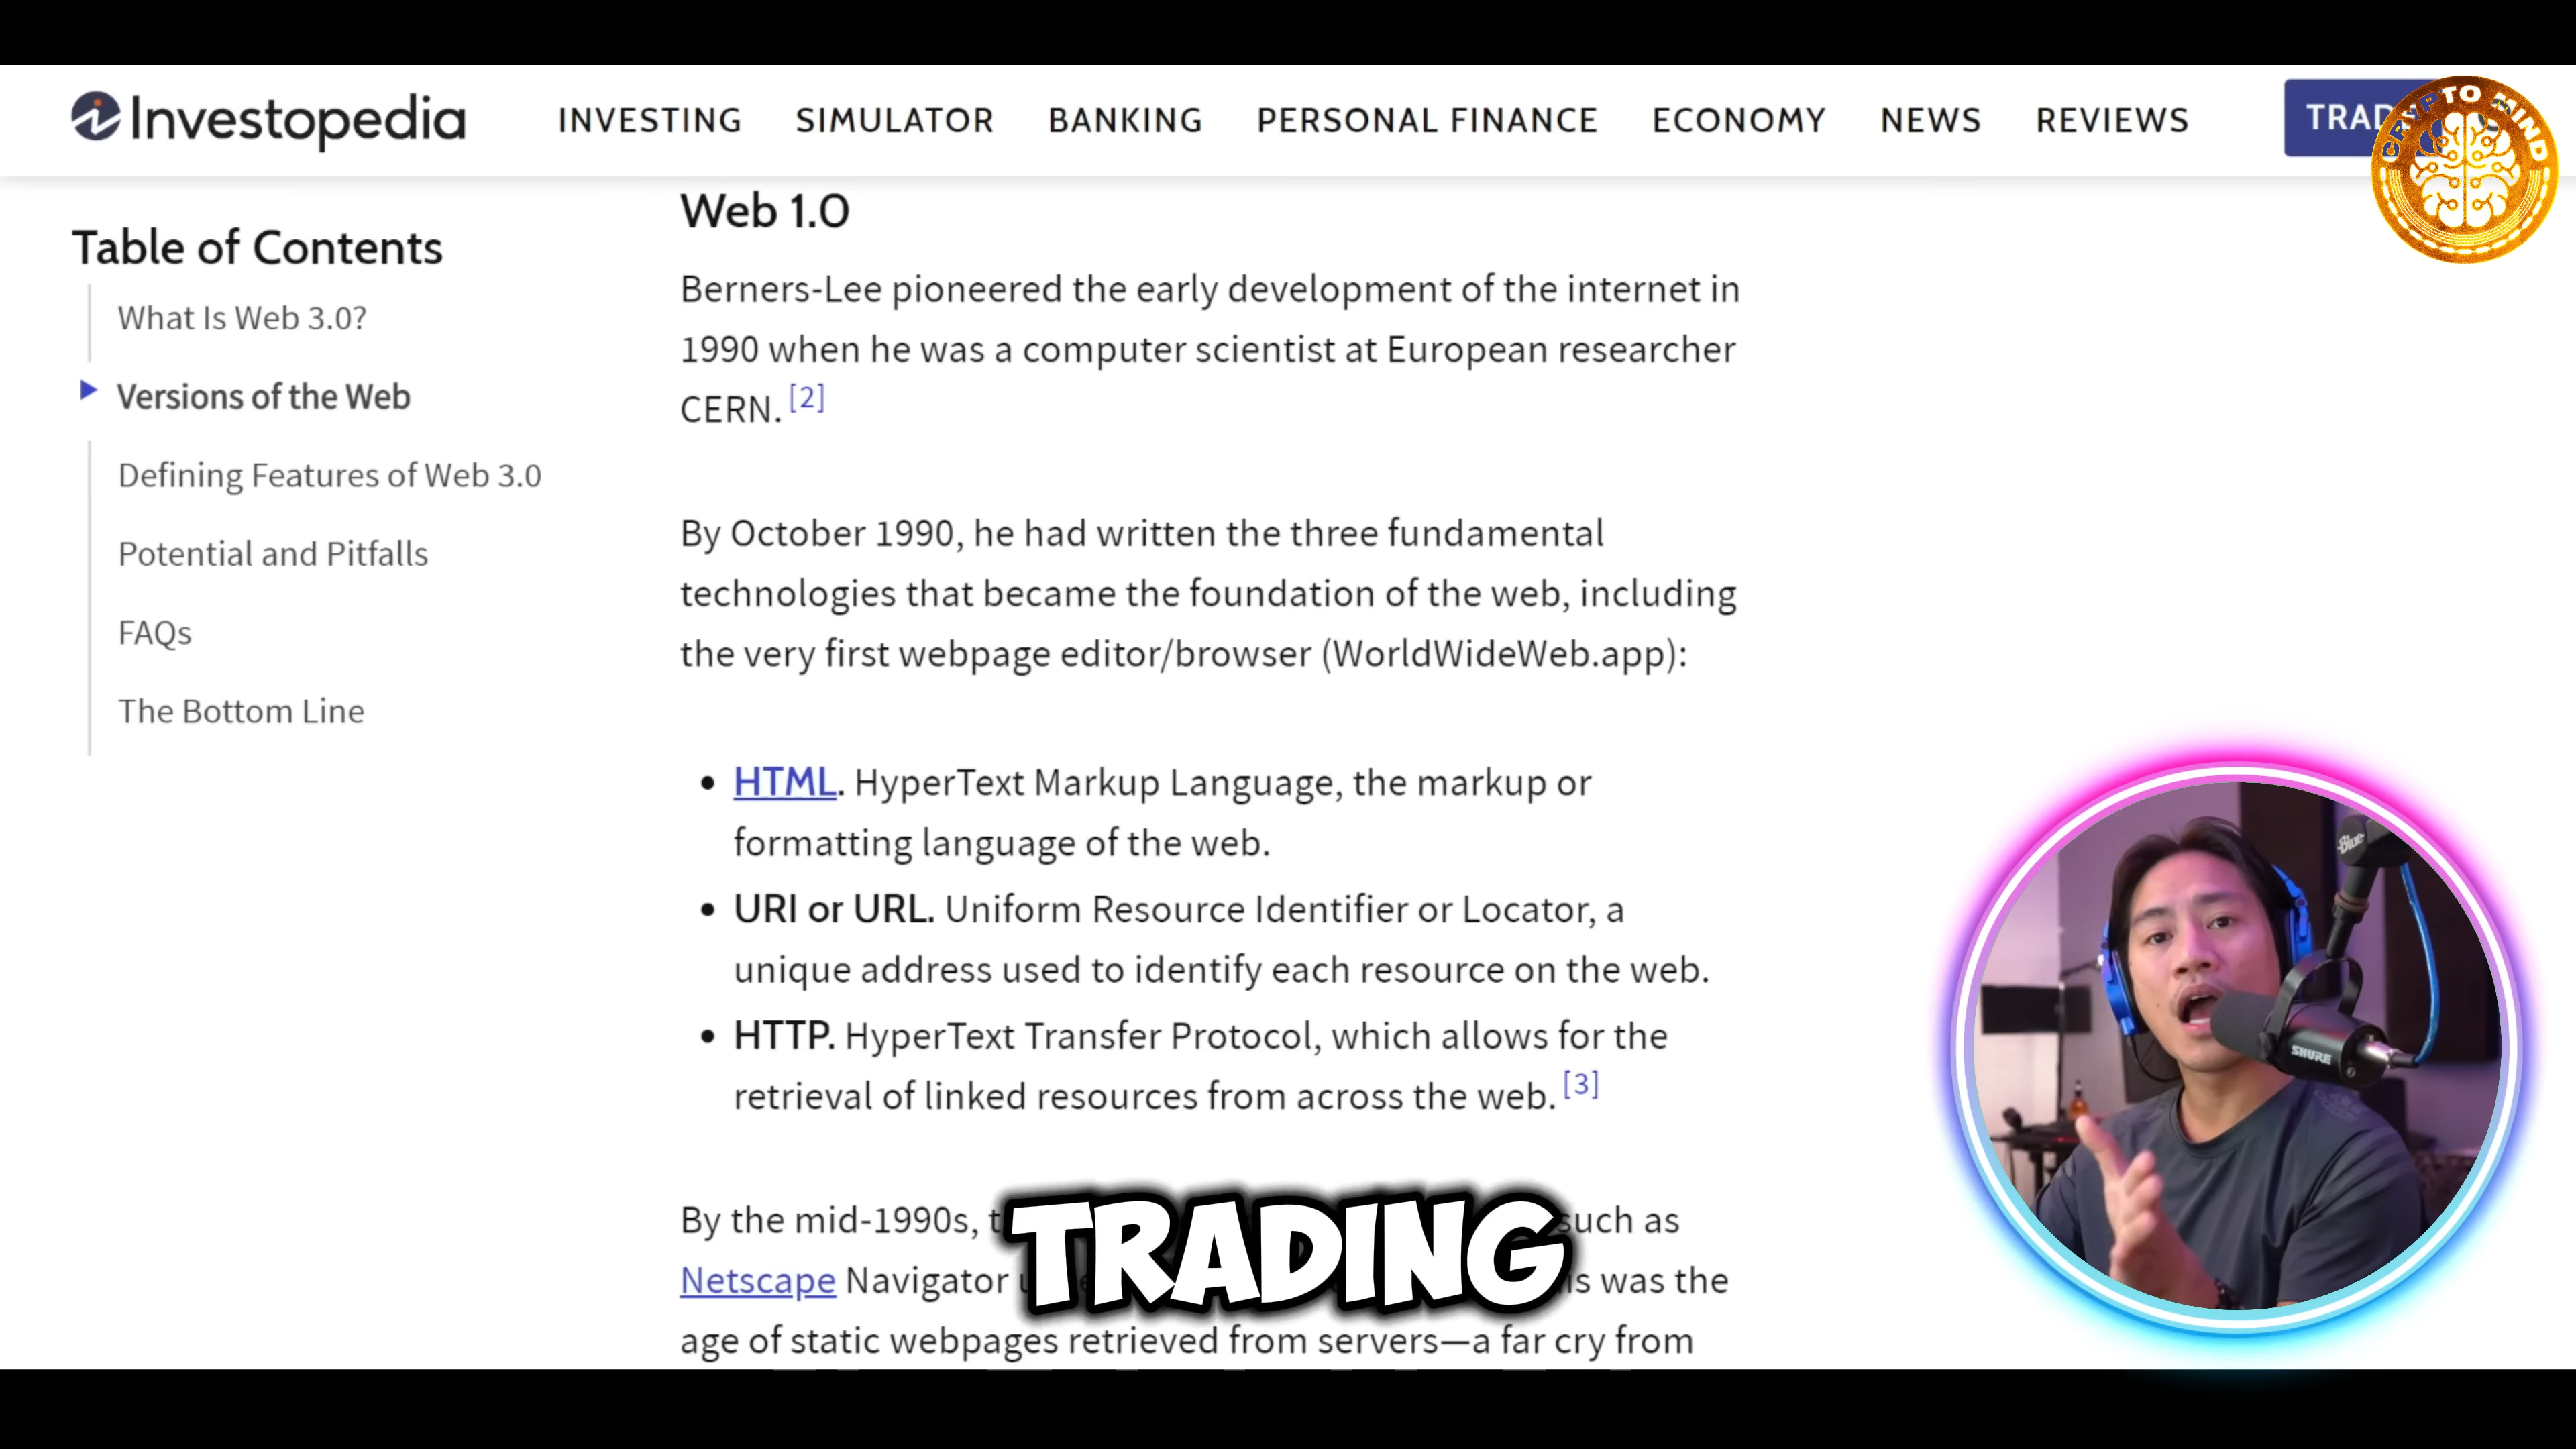 Investopedia
INVESTING SIMULATOR BANKING PERSONAL FINANCE ECONOMY NEWS REVIEWS
CRYPTO MIND
Table of Contents
What Is Web 3.0?
Versions of the Web
Defining Features of Web 3.0
Potential and Pitfalls
FAQs
The Bottom Line
Web 1.0
Berners-Lee pioneered the early development of the internet in
1990 when he was a computer scientist at European researcher
CERN. [2]
By October 1990, he had written the three fundamental
technologies that became the foundation of the web, including
the very first webpage editor/browser (WorldWideWeb.app):
• HTML. HyperText Markup Language, the markup or
formatting language of the web.
• URI or URL. Uniform Resource Identifier or Locator, a
unique address used to identify each resource on the web.
• HTTP. HyperText Transfer Protocol, which allows for the
retrieval of linked resources from across the web. [3]
By the mid-1990s, such as
Netscape Navigator was the
age of static webpages retrieved from servers—a far cry from
TRADING
Blue
SHURE